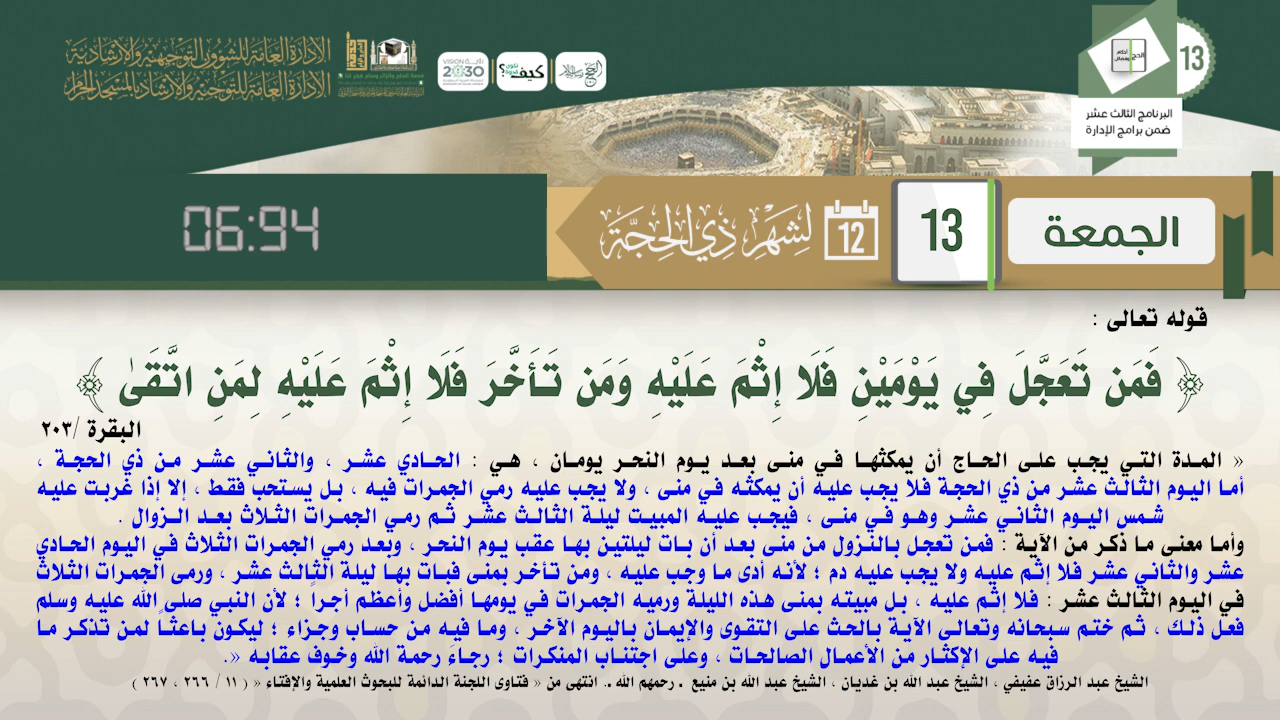 الإدارة العامة للشؤون التوجيهية والإرشادية
الإدارة العامة للتوجيه والإرشاد بالمسجد الحرام
VISION رؤية
2030
كيف تكون قدوة؟
أحكام الحج وفضائل
13
البرنامج الثالث عشر
ضمن برامج الإدارة
الجمعة
13
12
لشهر ذي الحجة
06:94
قوله تعالى :
﴿ فَمَن تَعَجَّلَ فِي يَوْمَيْنِ فَلَا إِثْمَ عَلَيْهِ وَمَن تَأَخَّرَ فَلَا إِثْمَ عَلَيْهِ لِمَنِ اتَّقَىٰ ﴾
البقرة /٢٠٣
« المدة التي يجب على الحاج أن يمكثها في منى بعد يوم النحر يومان ، هي : الحادي عشر ، والثاني عشر من ذي الحجة ،
أما اليوم الثالث عشر من ذي الحجة فلا يجب عليه أن يمكثه في منى ، ولا يجب عليه رمي الجمرات فيه ، بل يستحب فقط ، إلا إذا غربت عليه
شمس اليوم الثاني عشر وهو في منى ، فيجب عليه المبيت ليلة الثالث عشر ثم رمي الجمرات الثلاث بعد الزوال .
وأما معنى ما ذكر من الآية : فمن تعجل بالنزول من منى بعد أن بات ليلتين بها عقب يوم النحر ، وبعد رمي الجمرات الثلاث في اليوم الحادي
عشر والثاني عشر فلا إثم عليه ولا يجب عليه دم ؛ لأنه أدى ما وجب عليه ، ومن تأخر بمنى فبات بها ليلة الثالث عشر ، ورمى الجمرات الثلاث
في اليوم الثالث عشر : فلا إثم عليه ، بل مبيته بمنى هذه الليلة ورميه الجمرات في يومها أفضل وأعظم أجراً ؛ لأن النبي صلى الله عليه وسلم
فعل ذلك ، ثم ختم سبحانه وتعالى الآية بالحث على التقوى والإيمان باليوم الآخر ، وما فيه من حساب وجزاء ؛ ليكون باعثاً لمن تذكر ما
فيه على الإكثار من الأعمال الصالحات ، وعلى اجتناب المنكرات ؛ رجاءَ رحمة الله وخوف عقابه ».
الشيخ عبد الرزاق عفيفي ، الشيخ عبد الله بن غديان ، الشيخ عبد الله بن منيع . رحمهم الله .. انتهى من « فتاوى اللجنة الدائمة للبحوث العلمية والإفتاء » ( ١١ / ٢٦٦ ، ٢٦٧ )